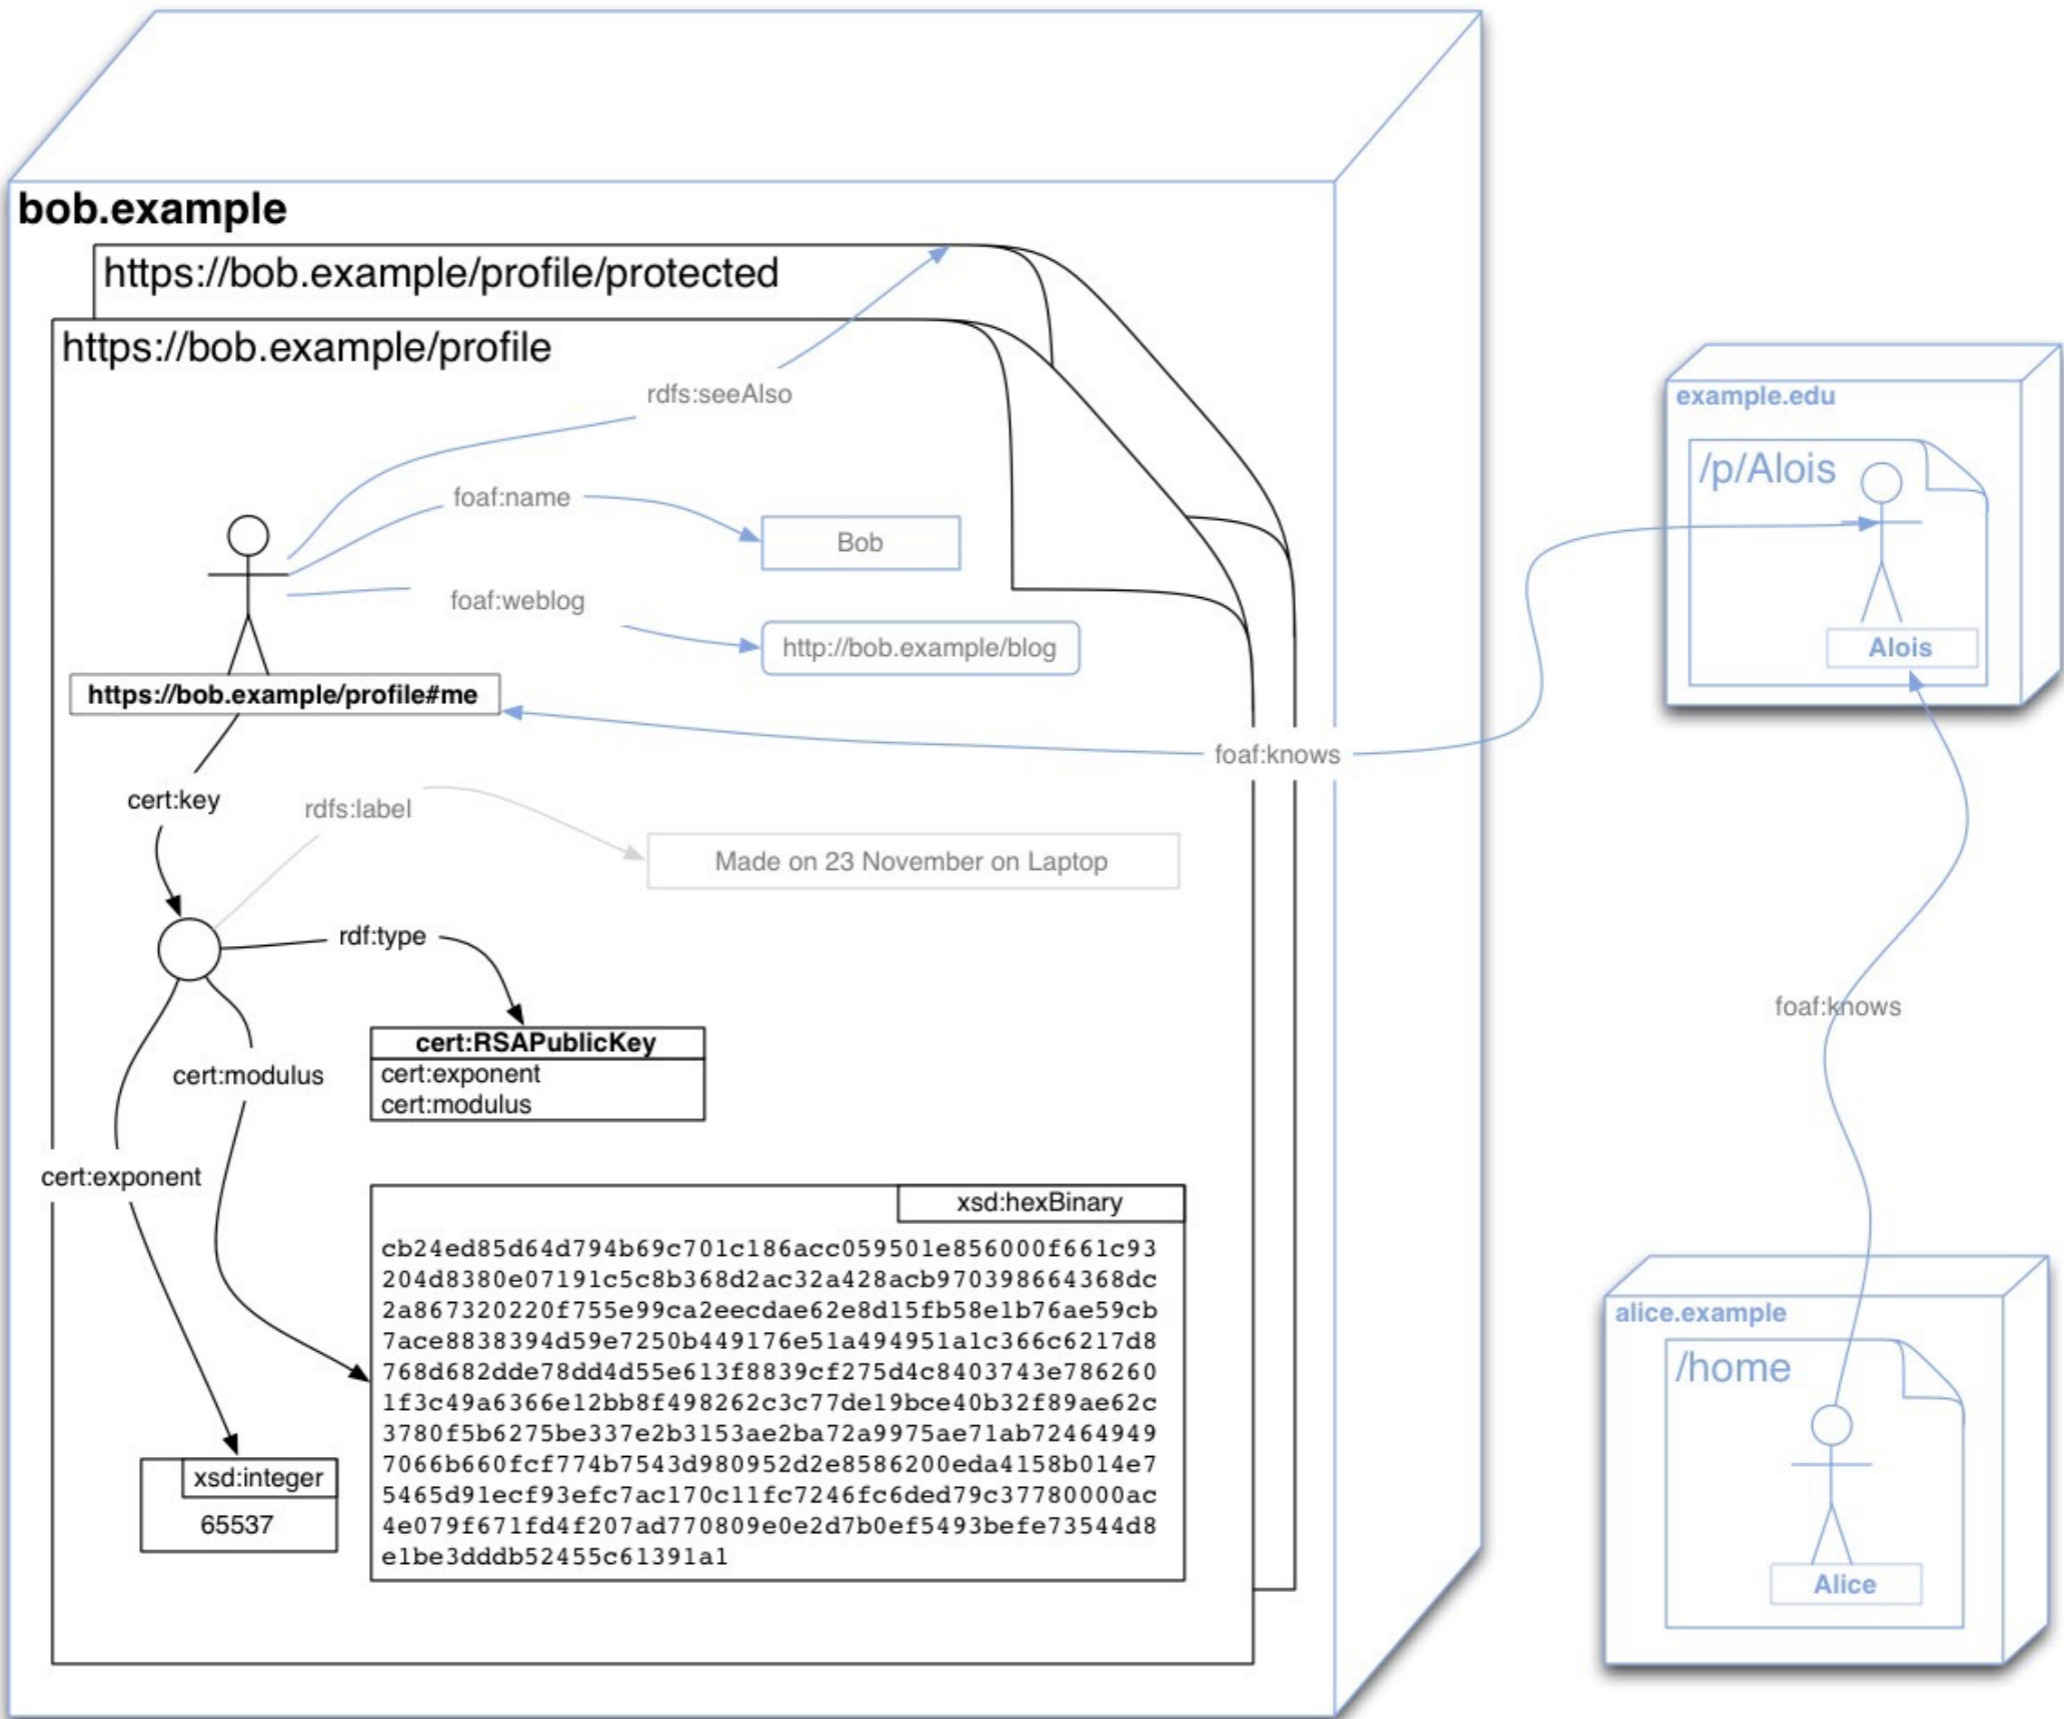 bob.example
https://bob.example/profile/protected
https://bob.example/profile
rdfs:seeAlso
foaf:name
Bob
foaf:weblog
http://bob.example/blog
https://bob.example/profile#me
foaf:knows
cert:key
rdfs:label
Made on 23 November on Laptop
rdf:type
cert:RSAPublicKey
cert:exponent
cert:modulus
cert:modulus
cert:exponent
xsd:hexBinary
cb24ed85d64d794b69c701c186acc059501e856000f661c93
204d8380e07191c5c8b368d2ac32a428acb970398664368dc
2a867320220f755e99ca2eecdae62e8d15fb58e1b76ae59cb
7ace8838394d59e7250b449176e51a494951a1c366c6217d8
768d682dde78dd4d55e613f8839cf275d4c8403743e786260
1f3c49a6366e12bb8f498262c3c77de19bce40b32f89ae62c
3780f5b6275be337e2b3153ae2ba72a9975ae71ab72464949
7066b660fcf774b7543d980952d2e8586200eda4158b014e7
5465d91ecf93efc7ac170c11fc7246fc6ded79c37780000ac
4e079f671fd4f207ad770809e0e2d7b0ef5493befe73544d8
e1be3dddb52455c61391a1
xsd:integer
65537
example.edu
/p/Alois
Alois
foaf:knows
alice.example
/home
Alice